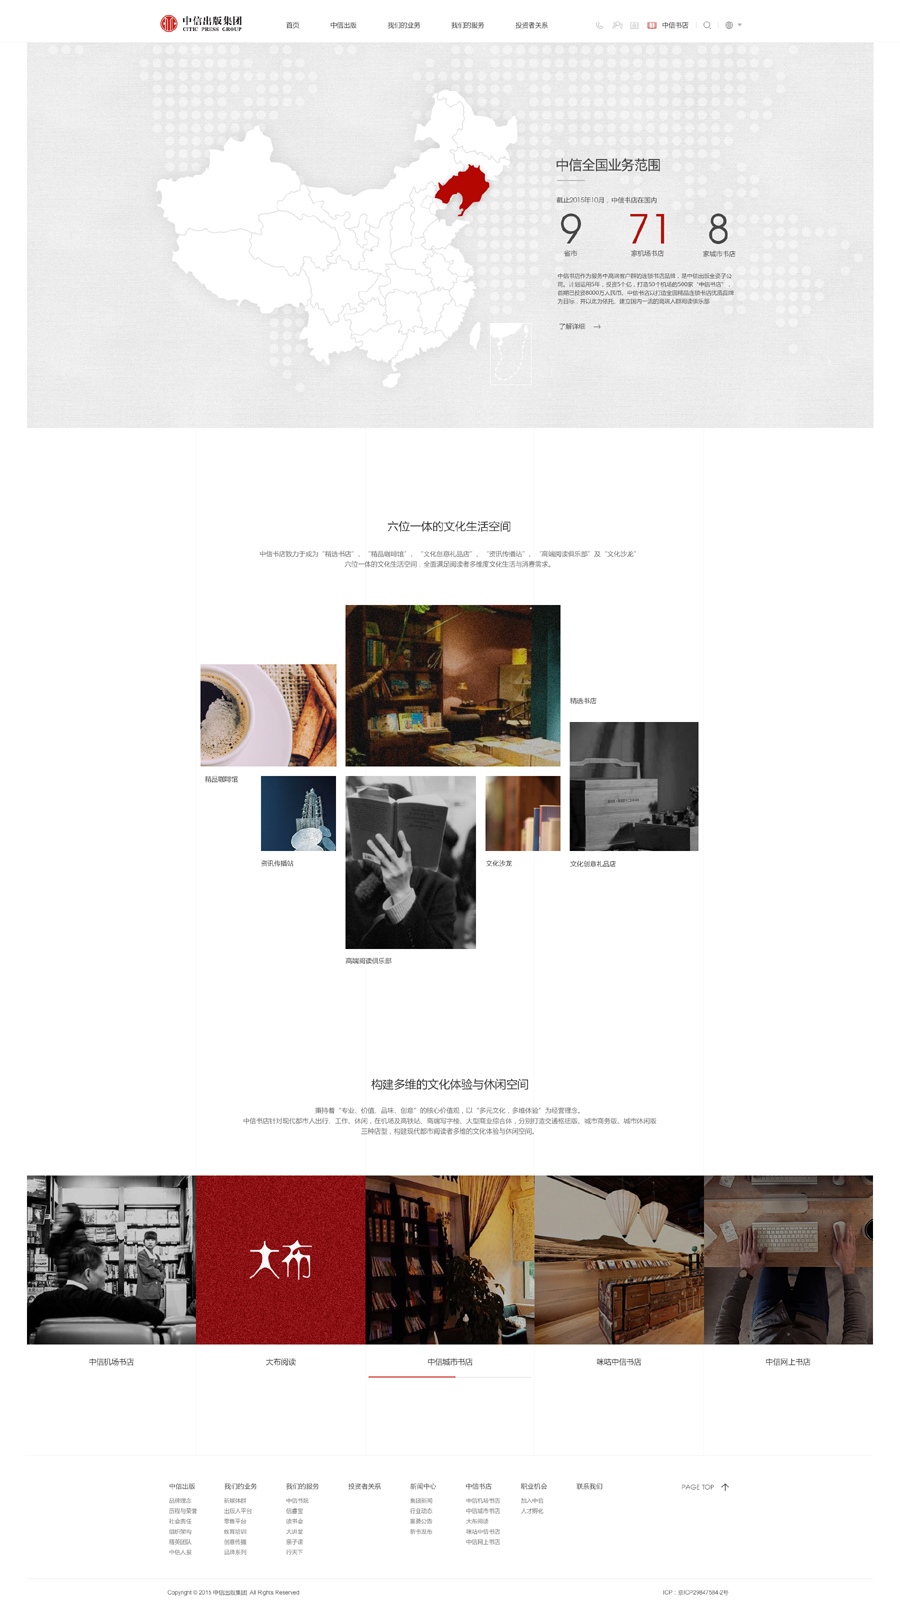 中信出版集团
CITIC PRESS GROUP
首页 中信出版 我们的业务 我们的服务 投资者关系 中信书店
中信全国业务范围
截止2015年10月，中信书店在国内
9 71 8
省市 家机场书店 家城市书店
中信书店作为服务中高端客户群的连锁书店品牌，是中信出版全资子公
司。计划运用5年，投资5个亿，打造50个机场的500家“中信书店”，
首期已投资8000万人民币。中信书店以打造全国精品连锁书店优质品牌
为目标，并以此为依托，建立国内一流的高端人群阅读俱乐部
了解详细 →
六位一体的文化生活空间
中信书店致力于成为“精选书店”、“精品咖啡馆”、“文化创意礼品店”、“资讯传播站”、“高端阅读俱乐部”及“文化沙龙”
六位一体的文化生活空间，全面满足阅读者多维度文化生活与消费需求。
精选书店
精品咖啡馆
资讯传播站
文化沙龙
文化创意礼品店
高端阅读俱乐部
构建多维的文化体验与休闲空间
秉持着“专业、价值、品味、创意”的核心价值观，以“多元文化，多维体验”为经营理念。
中信书店针对现代都市人出行、工作、休闲，在机场及高铁站、高端写字楼、大型商业综合体，分别打造交通枢纽版、城市商务版、城市休闲版
三种店型，构建现代都市阅读者多维的文化体验与休闲空间。
大布
中信机场书店 大布阅读 中信城市书店 咪咕中信书店 中信网上书店
中信出版 我们的业务 我们的服务 投资者关系 新闻中心 中信书店 职业机会 联系我们 PAGE TOP
品牌理念 新媒体群 中信书院 集团新闻 中信机场书店 加入中信
历程与荣誉 出版人平台 信睿宝 行业动态 中信城市书店 人才孵化
社会责任 零售平台 读书会 重要公告 大布阅读
组织架构 教育培训 大讲堂 新书发布 咪咕中信书店
精英团队 创意传播 亲子课 中信网上书店
中信人报 品牌系列 行天下
Copyright © 2015 中信出版集团. All Rights Reserved